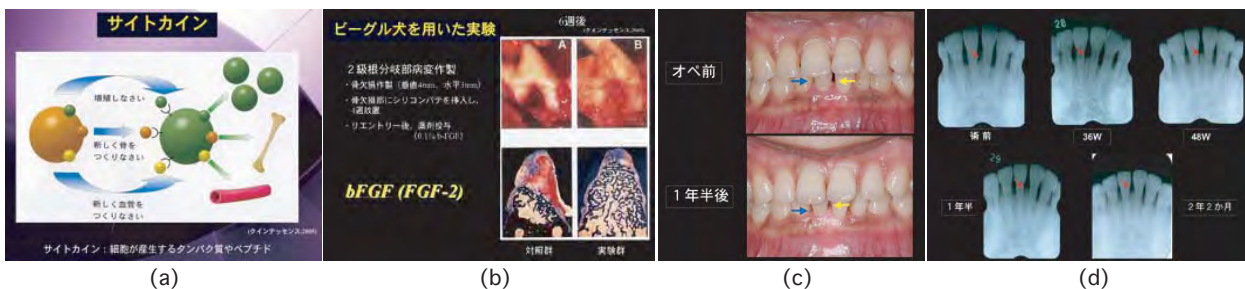 サイトカイン
増殖しなさい
新しく骨を
つくりなさい
新しく血管を
つくりなさい
(クインテッセンス,2005)
サイトカイン：細胞が産生するタンパク質やペプチド
(a)
ビーグル犬を用いた実験
6週後
(クインテッセンス,2005)
A
B
2級根分岐部病変作製
・骨欠損作製（垂直4mm、水平3mm）
・骨欠損部にシリコンパテを挿入し、
4週放置
・リエントリー後、薬剤投与
(0.1% b-FGF)
bFGF (FGF-2)
対照群
実験群
(b)
オペ前
1年半後
(c)
28
術前
36W
48W
29
1年半
2年2か月
(d)